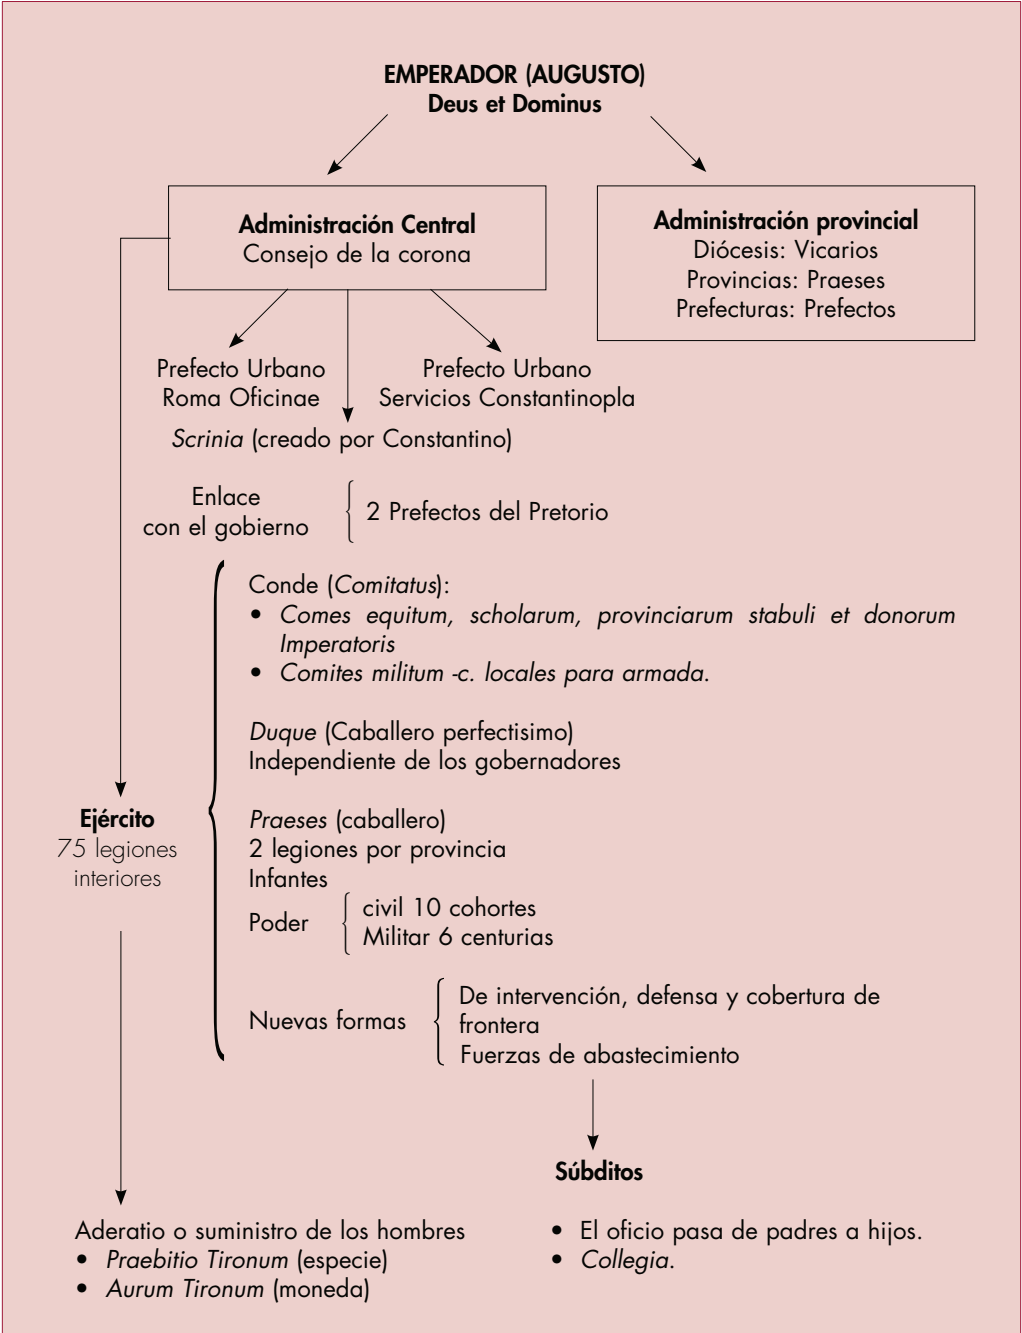 EMPERADOR (AUGUSTO)
Deus et Dominus
Administración Central
Consejo de la corona
Administración provincial
Diócesis: Vicarios
Provincias: Praeses
Prefecturas: Prefectos
Prefecto Urbano
Roma Oficinae
Prefecto Urbano
Servicios Constantinopla
Scrinia (creado por Constantino)
Enlace
con el gobierno
2 Prefectos del Pretorio
Conde (Comitatus):
• Comes equitum, scholarum, provinciarum stabuli et donorum
Imperatoris
• Comites militum -c. locales para armada.
Duque (Caballero perfectisimo)
Independiente de los gobernadores
Ejército
75 legiones
interiores
Praeses (caballero)
2 legiones por provincia
Infantes
Poder
civil 10 cohortes
Militar 6 centurias
Nuevas formas
De intervención, defensa y cobertura de
frontera
Fuerzas de abastecimiento
Súbditos
Aderatio o suministro de los hombres
• Praebitio Tironum (especie)
• Aurum Tironum (moneda)
• El oficio pasa de padres a hijos.
• Collegia.